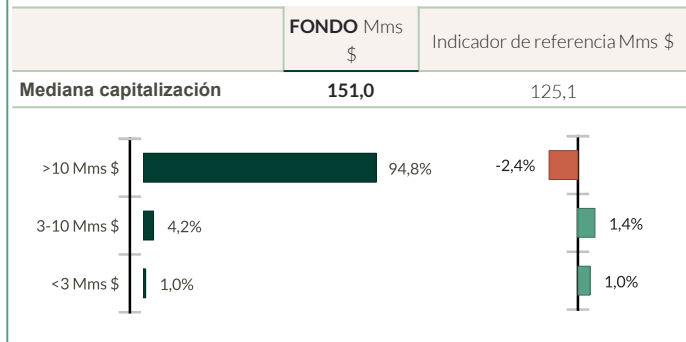 FONDO Mms $
Indicador de referencia Mms $
Mediana capitalización 151,0 125,1
>10 Mms $ 94,8% -2,4%
3-10 Mms $ 4,2% 1,4%
<3 Mms $ 1,0% 1,0%